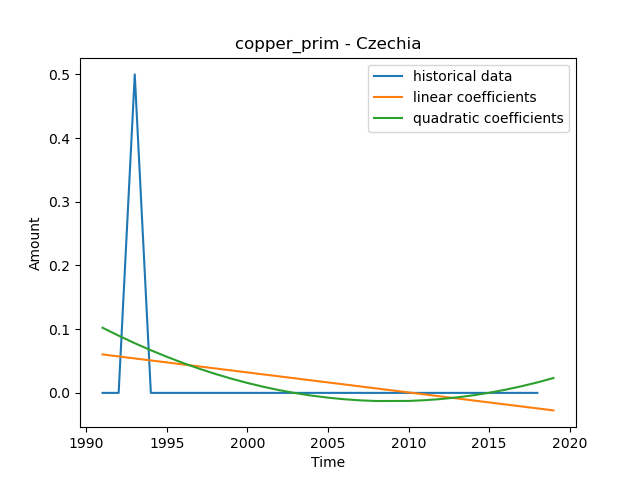 copper_prim - Czechia
historical data
linear coefficients
quadratic coefficients
Amount
0.5
0.4
0.3
0.2
0.1
0.0
1990 1995 2000 2005 2010 2015 2020
Time